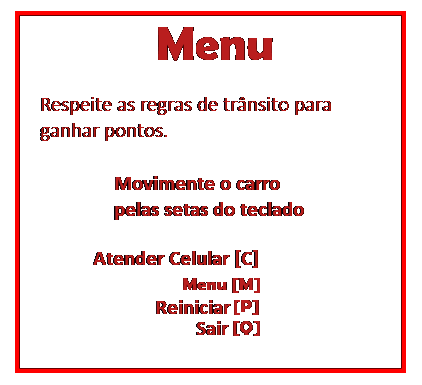 Menu
Respeite as regras de trânsito para
ganhar pontos.
Movimente o carro
pelas setas do teclado
Atender Celular [C]
Menu [M]
Reiniciar [P]
Sair [Q]